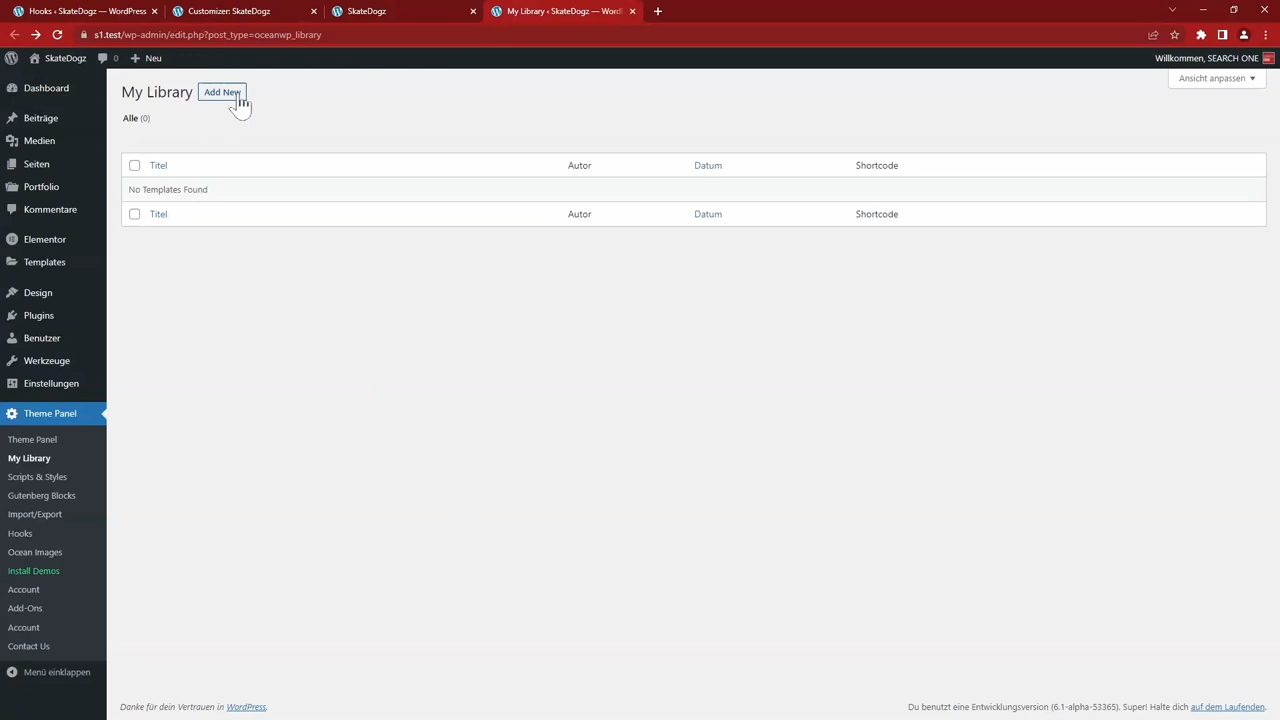 Hooks ‹ SkateDogz — WordPress
Customizer: SkateDogz
SkateDogz
My Library ‹ SkateDogz — Word
s1.test/wp-admin/edit.php?post_type=oceanwp_library
SkateDogz
0
Neu
Willkommen, SEARCH ONE
Dashboard
Beiträge
Medien
Seiten
Portfolio
Kommentare
Elementor
Templates
Design
Plugins
Benutzer
Werkzeuge
Einstellungen
Theme Panel
Theme Panel
My Library
Scripts & Styles
Gutenberg Blocks
Import/Export
Hooks
Ocean Images
Install Demos
Account
Add-Ons
Account
Contact Us
Menü einklappen
My Library Add New
Ansicht anpassen
Alle (0)
Titel Autor Datum Shortcode
No Templates Found
Titel Autor Datum Shortcode
Danke für dein Vertrauen in WordPress.
Du benutzt eine Entwicklungsversion (6.1-alpha-53365). Super! Halte dich auf dem Laufenden.